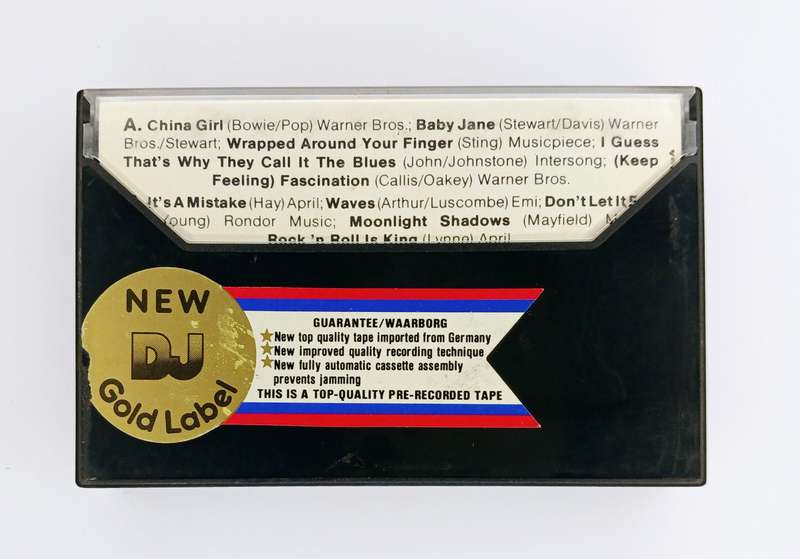 A. China Girl (Bowie/Pop) Warner Bros.; Baby Jane (Stewart/Davis) Warner
Bros./Stewart; Wrapped Around Your Finger (Sting) Musicpiece; I Guess
That's Why They Call It The Blues (John/Johnstone) Intersong; (Keep
Feeling) Fascination (Callis/Oakey) Warner Bros.
It's A Mistake (Hay) April; Waves (Arthur/Luscombe) Emi; Don't Let It
Rondor Music; Moonlight Shadows (Mayfield)
Rock 'n Roll Is King (Lynne) April
NEW
DJ
Gold Label
GUARANTEE/WAARBORG
New top quality tape imported from Germany
New improved quality recording technique
New fully automatic cassette assembly
prevents jamming
THIS IS A TOP-QUALITY PRE-RECORDED TAPE